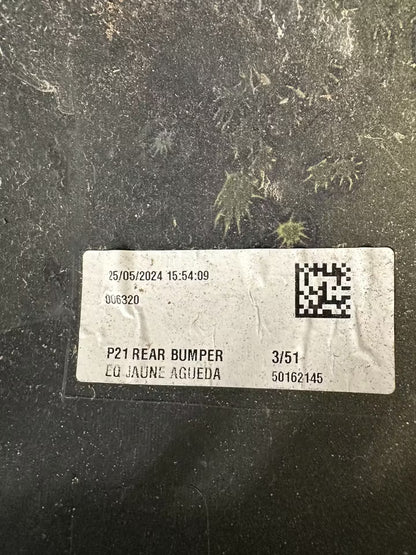 25/05/2024 15:54:09
006320
P21 REAR BUMPER 3/51
EQ JAUNE AGUEDA 50162145